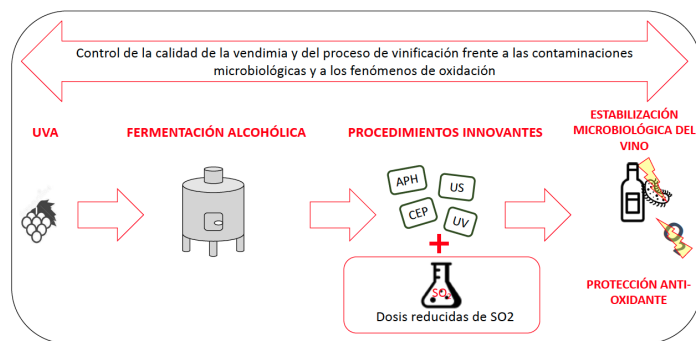 Control de la calidad de la vendimia y del proceso de vinificación frente a las contaminaciones
microbiológicas y a los fenómenos de oxidación
UVA
FERMENTACIÓN ALCOHÓLICA
PROCEDIMIENTOS INNOVANTES
ESTABILIZACIÓN
MICROBIOLÓGICA DEL
VINO
APH
US
CEP
UV
+
SO2
Dosis reducidas de SO2
PROTECCIÓN ANTI-
OXIDANTE